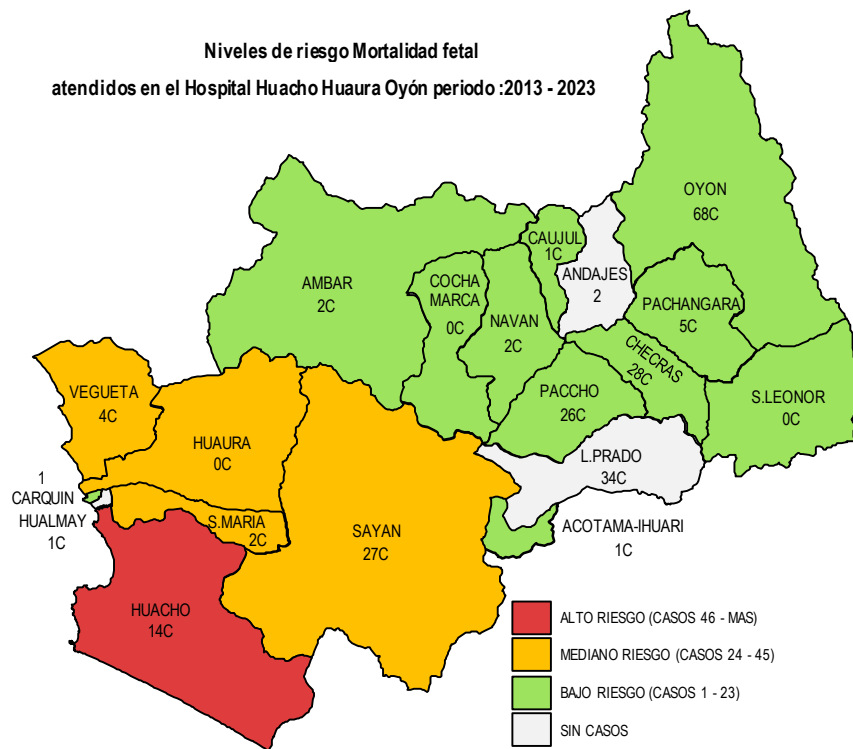 Niveles de riesgo Mortalidad fetal
atendidos en el Hospital Huacho Huaura Oyón periodo :2013 - 2023
OYON
68C
CAUJUL
1C
ANDAJES
2
AMBAR
2C
COCHA
MARCA
0C
NAVAN
2C
PACHANGARA
5C
CHECRAS
28C
PACCHO
26C
S.LEONOR
0C
VEGUETA
4C
HUAURA
0C
L.PRADO
34C
1
CARQUIN
HUALMAY
1C
S.MARIA
2C
SAYAN
27C
ACOTAMA-IHUARI
1C
HUACHO
14C
ALTO RIESGO (CASOS 46 - MAS)
MEDIANO RIESGO (CASOS 24 - 45)
BAJO RIESGO (CASOS 1 - 23)
SIN CASOS